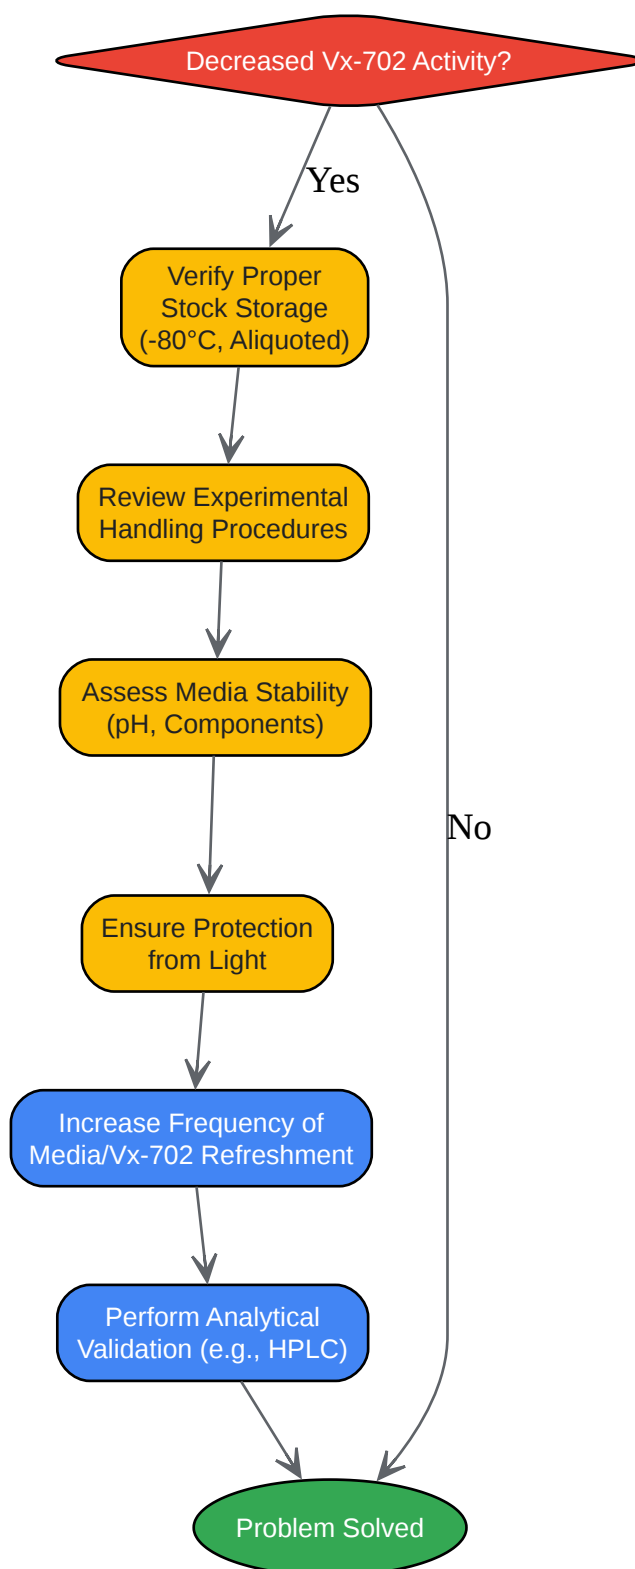 Decreased Vx-702 Activity?
Yes
Verify Proper
Stock Storage
(-80°C, Aliquoted)
Review Experimental
Handling Procedures
Assess Media Stability
(pH, Components)
No
Ensure Protection
from Light
Increase Frequency of
Media/Vx-702 Refreshment
Perform Analytical
Validation (e.g., HPLC)
Problem Solved